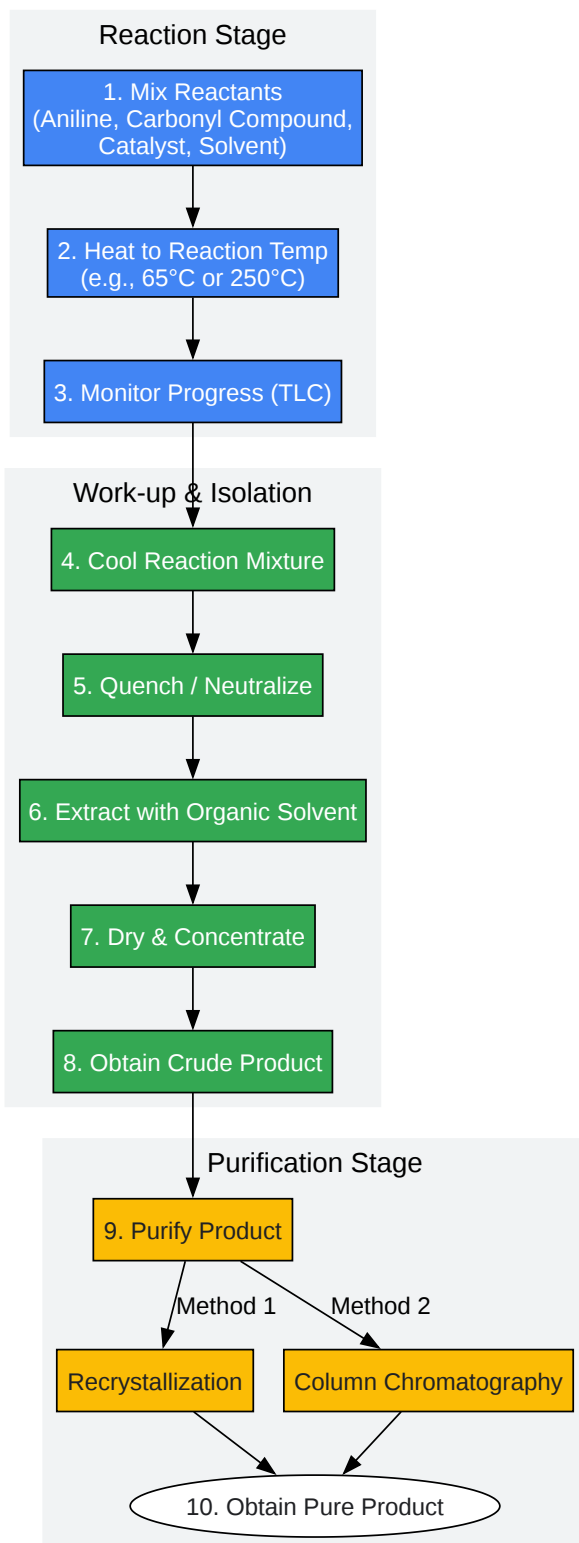 Reaction Stage
1. Mix Reactants
(Aniline, Carbonyl Compound,
Catalyst, Solvent)
2. Heat to Reaction Temp
(e.g., 65°C or 250°C)
3. Monitor Progress (TLC)
Work-up & Isolation
4. Cool Reaction Mixture
5. Quench / Neutralize
6. Extract with Organic Solvent
7. Dry & Concentrate
8. Obtain Crude Product
Purification Stage
9. Purify Product
Method 1
Method 2
Recrystallization
Column Chromatography
10. Obtain Pure Product